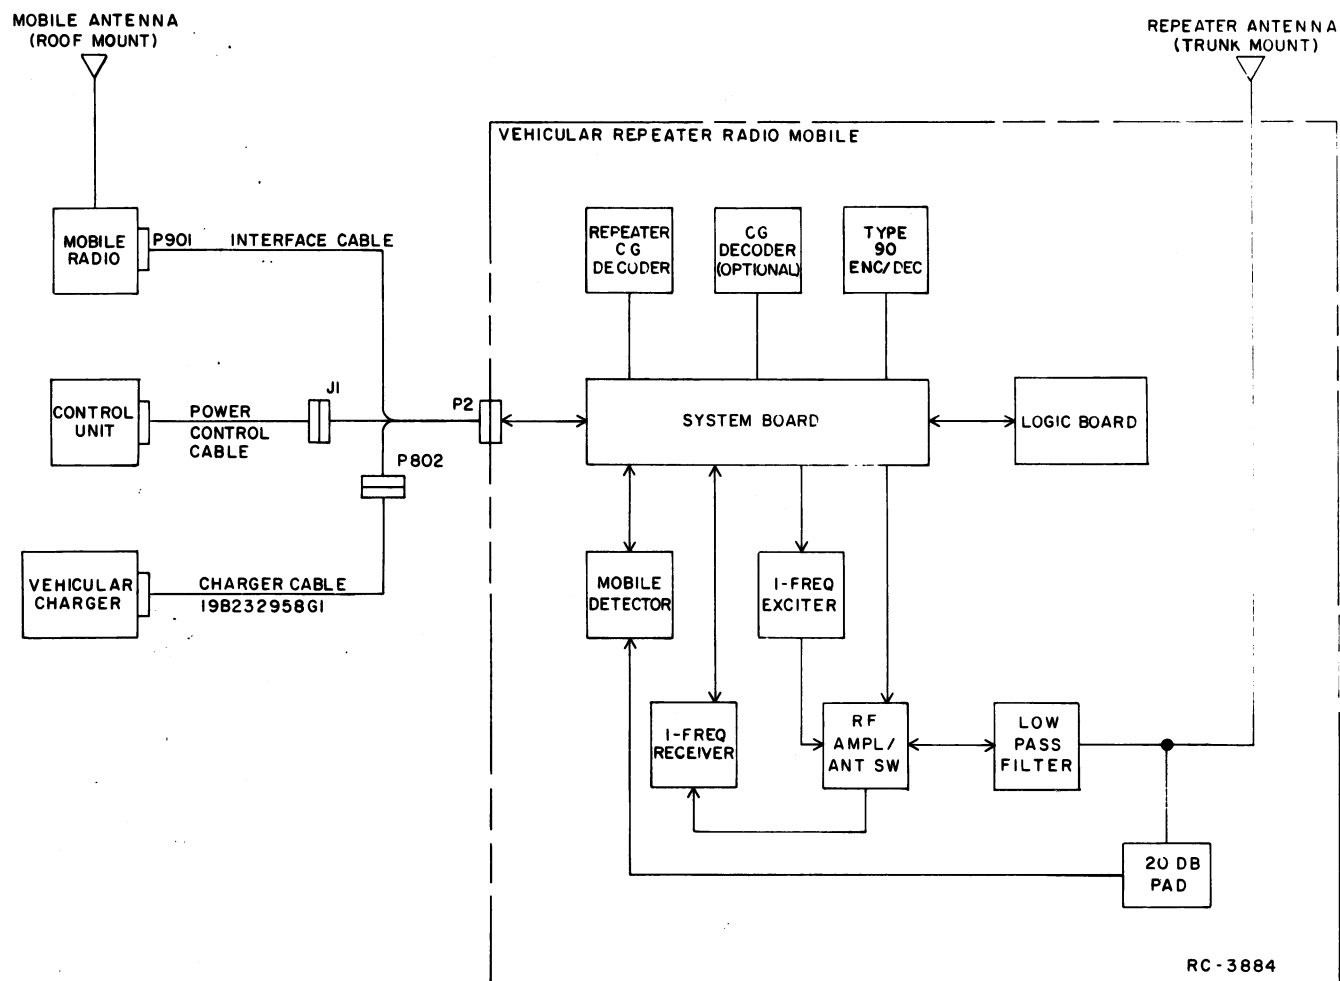 MOBILE ANTENNA
(ROOF MOUNT)
REPEATER ANTENNA
(TRUNK MOUNT)
VEHICULAR REPEATER RADIO MOBILE
MOBILE
RADIO
P901
INTERFACE CABLE
REPEATER
CG
DECODER
CG
DECODER
(OPTIONAL)
TYPE
90
ENC/DEC
CONTROL
UNIT
POWER
CONTROL
CABLE
J1
P2
SYSTEM BOARD
LOGIC BOARD
P802
VEHICULAR
CHARGER
CHARGER CABLE
19B232958G1
MOBILE
DETECTOR
1-FREQ
EXCITER
1-FREQ
RECEIVER
RF
AMPL/
ANT SW
LOW
PASS
FILTER
20 DB
PAD
RC-3884